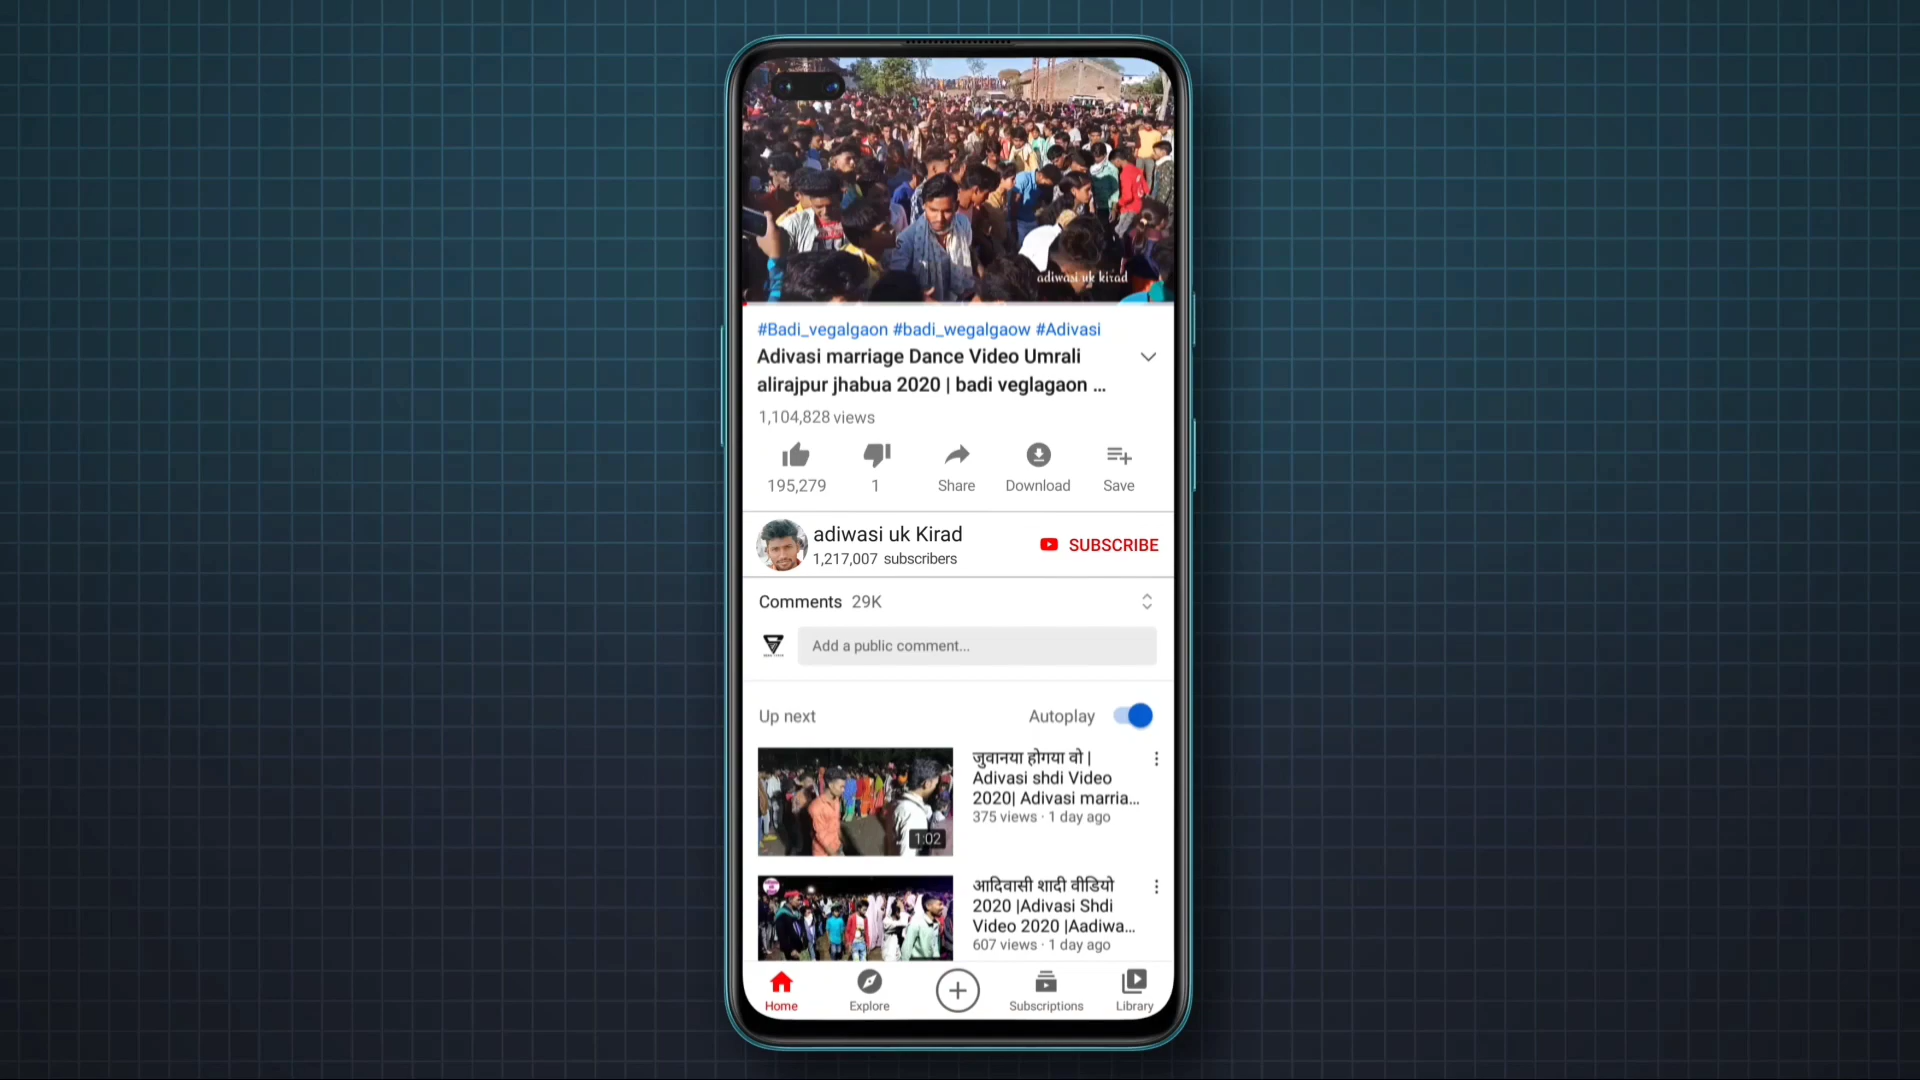 adiwasi uk kirad
#Badi_vegalgaon #badi_wegalgaow #Adivasi
Adivasi marriage Dance Video Umrali
alirajpur jhabua 2020 | badi veglagaon ...
1,104,828 views
195,279 1 Share Download Save
adiwasi uk Kirad
1,217,007 subscribers
SUBSCRIBE
Comments 29K
Add a public comment...
Up next Autoplay
जुवानया होगया वो |
Adivasi shdi Video
2020| Adivasi marria...
375 views · 1 day ago
1:02
आदिवासी शादी वीडियो
2020 |Adivasi Shdi
Video 2020 |Aadiwa...
607 views · 1 day ago
Home Explore Subscriptions Library